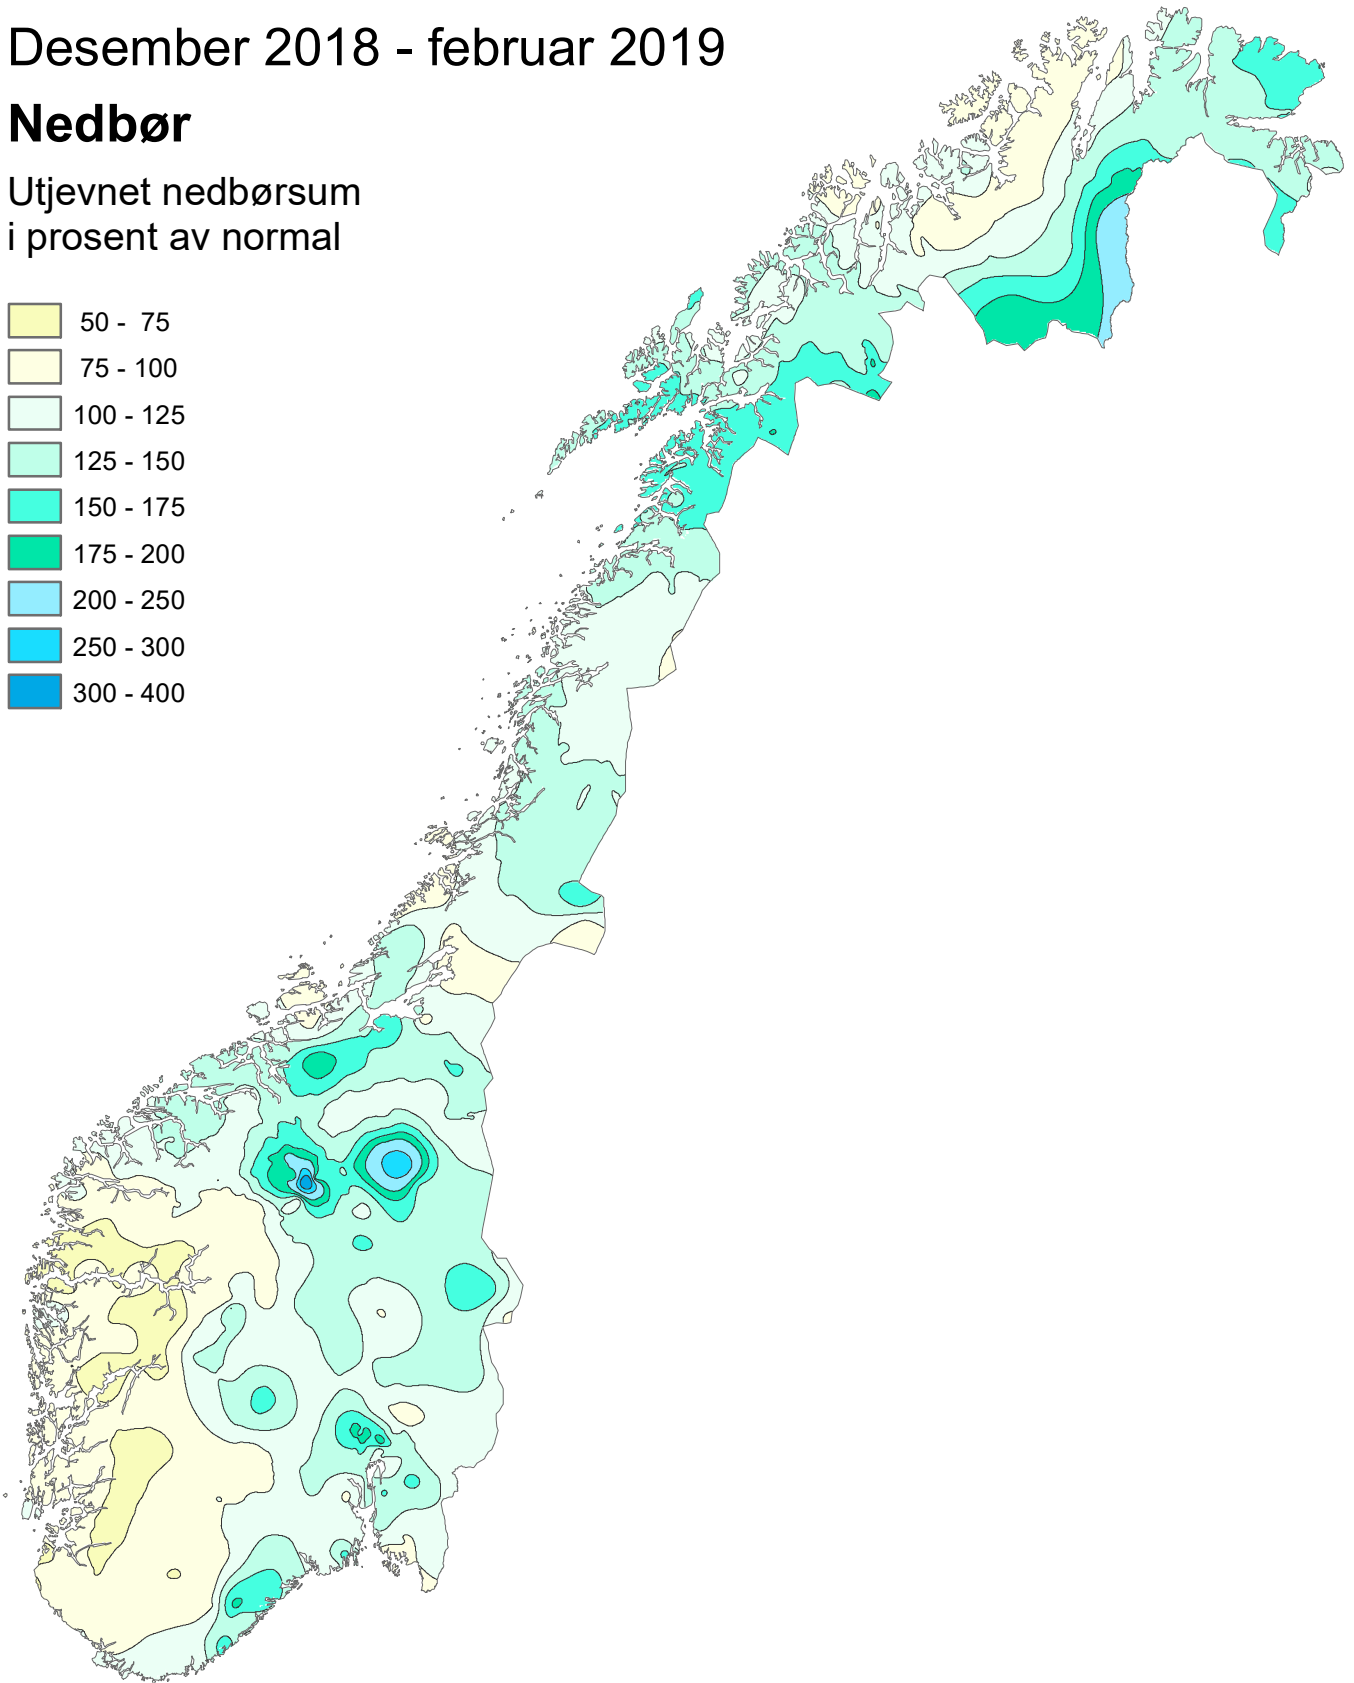 Desember 2018 - februar 2019
Nedbør
Utjevnet nedbørsum
i prosent av normal
50 - 75
75 - 100
100 - 125
125 - 150
150 - 175
175 - 200
200 - 250
250 - 300
300 - 400